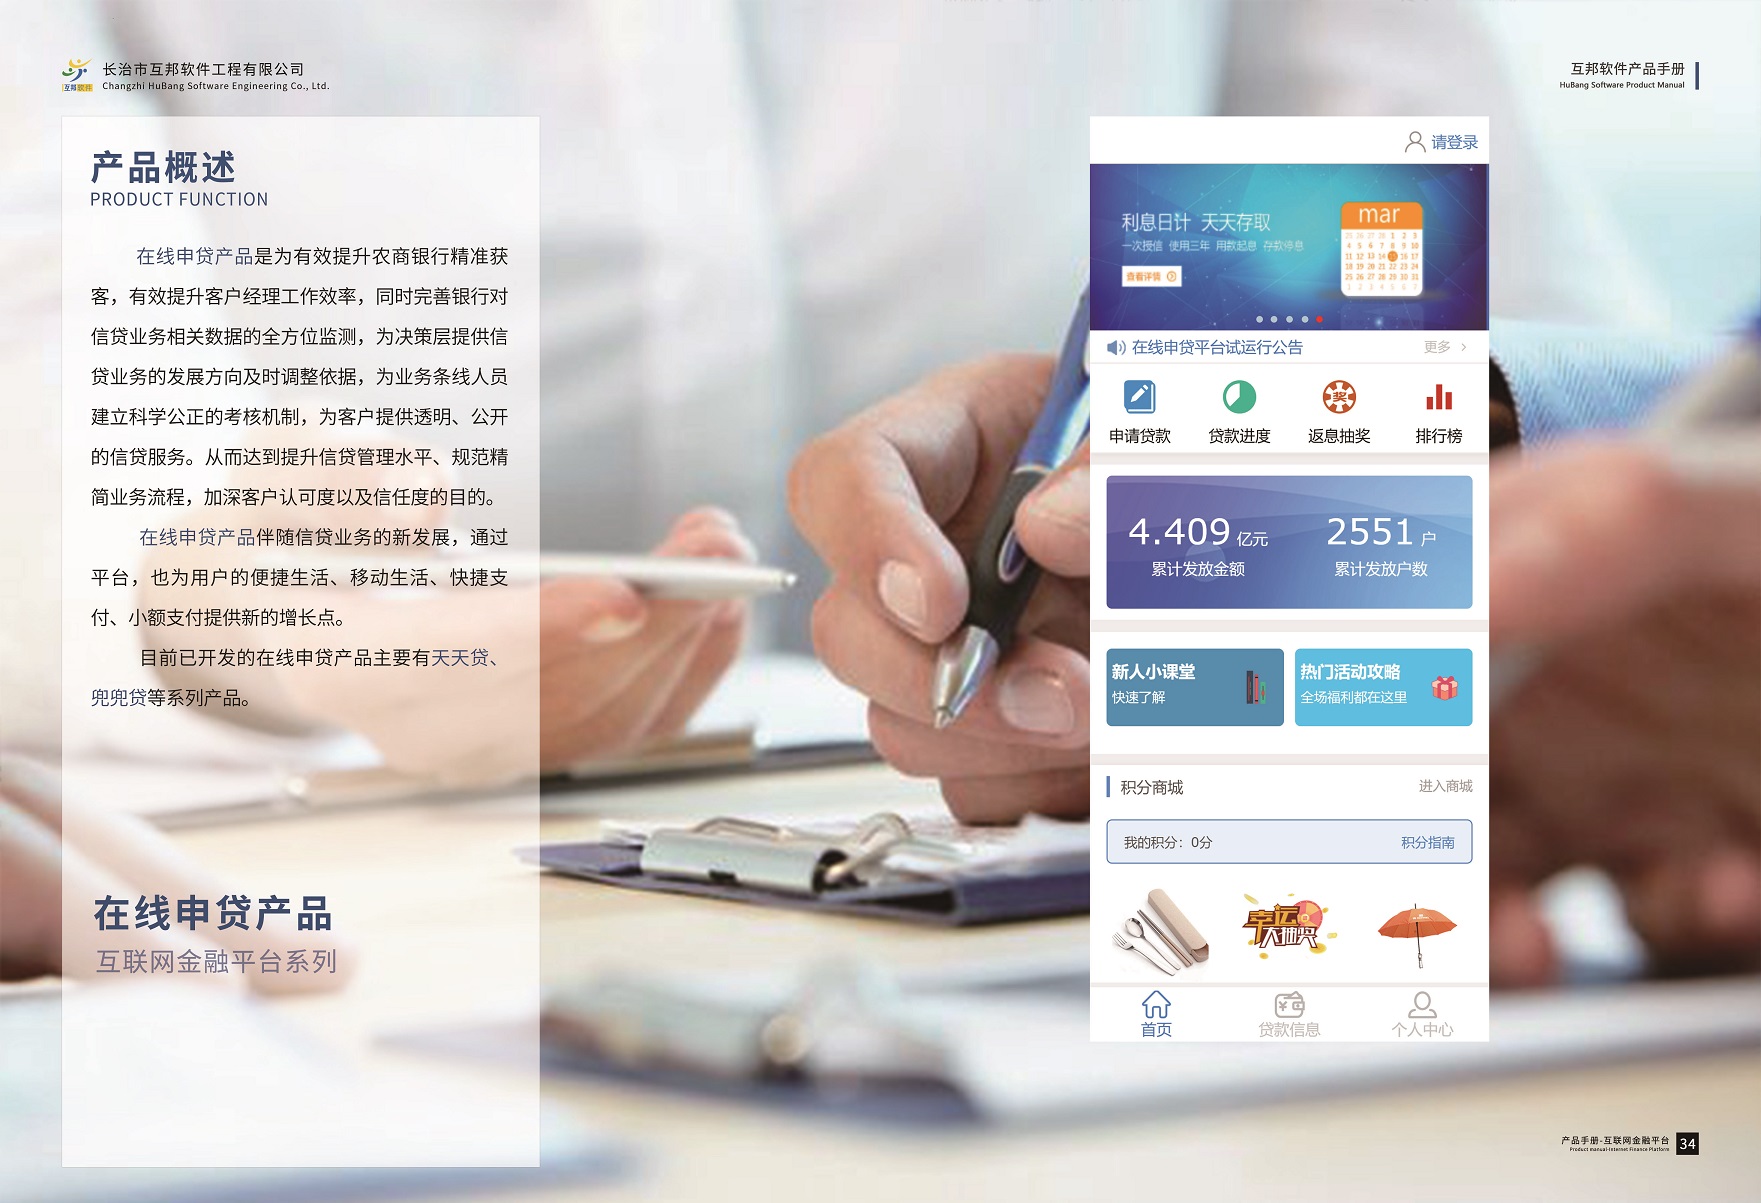 互邦软件
长治市互邦软件工程有限公司
Changzhi HuBang Software Engineering Co., Ltd.
互邦软件产品手册
HuBang Software Product Manual
产品概述
PRODUCT FUNCTION
在线申贷产品是为有效提升农商银行精准获
客，有效提升客户经理工作效率，同时完善银行对
信贷业务相关数据的全方位监测，为决策层提供信
贷业务的发展方向及时调整依据，为业务条线人员
建立科学公正的考核机制，为客户提供透明、公开
的信贷服务。从而达到提升信贷管理水平、规范精
简业务流程，加深客户认可度以及信任度的目的。
在线申贷产品伴随信贷业务的新发展，通过
平台，也为用户的便捷生活、移动生活、快捷支
付、小额支付提供新的增长点。
目前已开发的在线申贷产品主要有天天贷、
兜兜贷等系列产品。
在线申贷产品
互联网金融平台系列
请登录
利息日计 天天存取
一次授信 使用三年 用款起息 存款停息
查看详情
mar
在线申贷平台试运行公告
更多
奖
申请贷款 贷款进度 返息抽奖 排行榜
4.409 亿元 2551 户
累计发放金额 累计发放户数
新人小课堂
快速了解
热门活动攻略
全场福利都在这里
积分商城
进入商城
我的积分：0分
积分指南
幸运
大抽奖
首页 贷款信息 个人中心
产品手册-互联网金融平台
Product manual-Internet Finance Platform
34